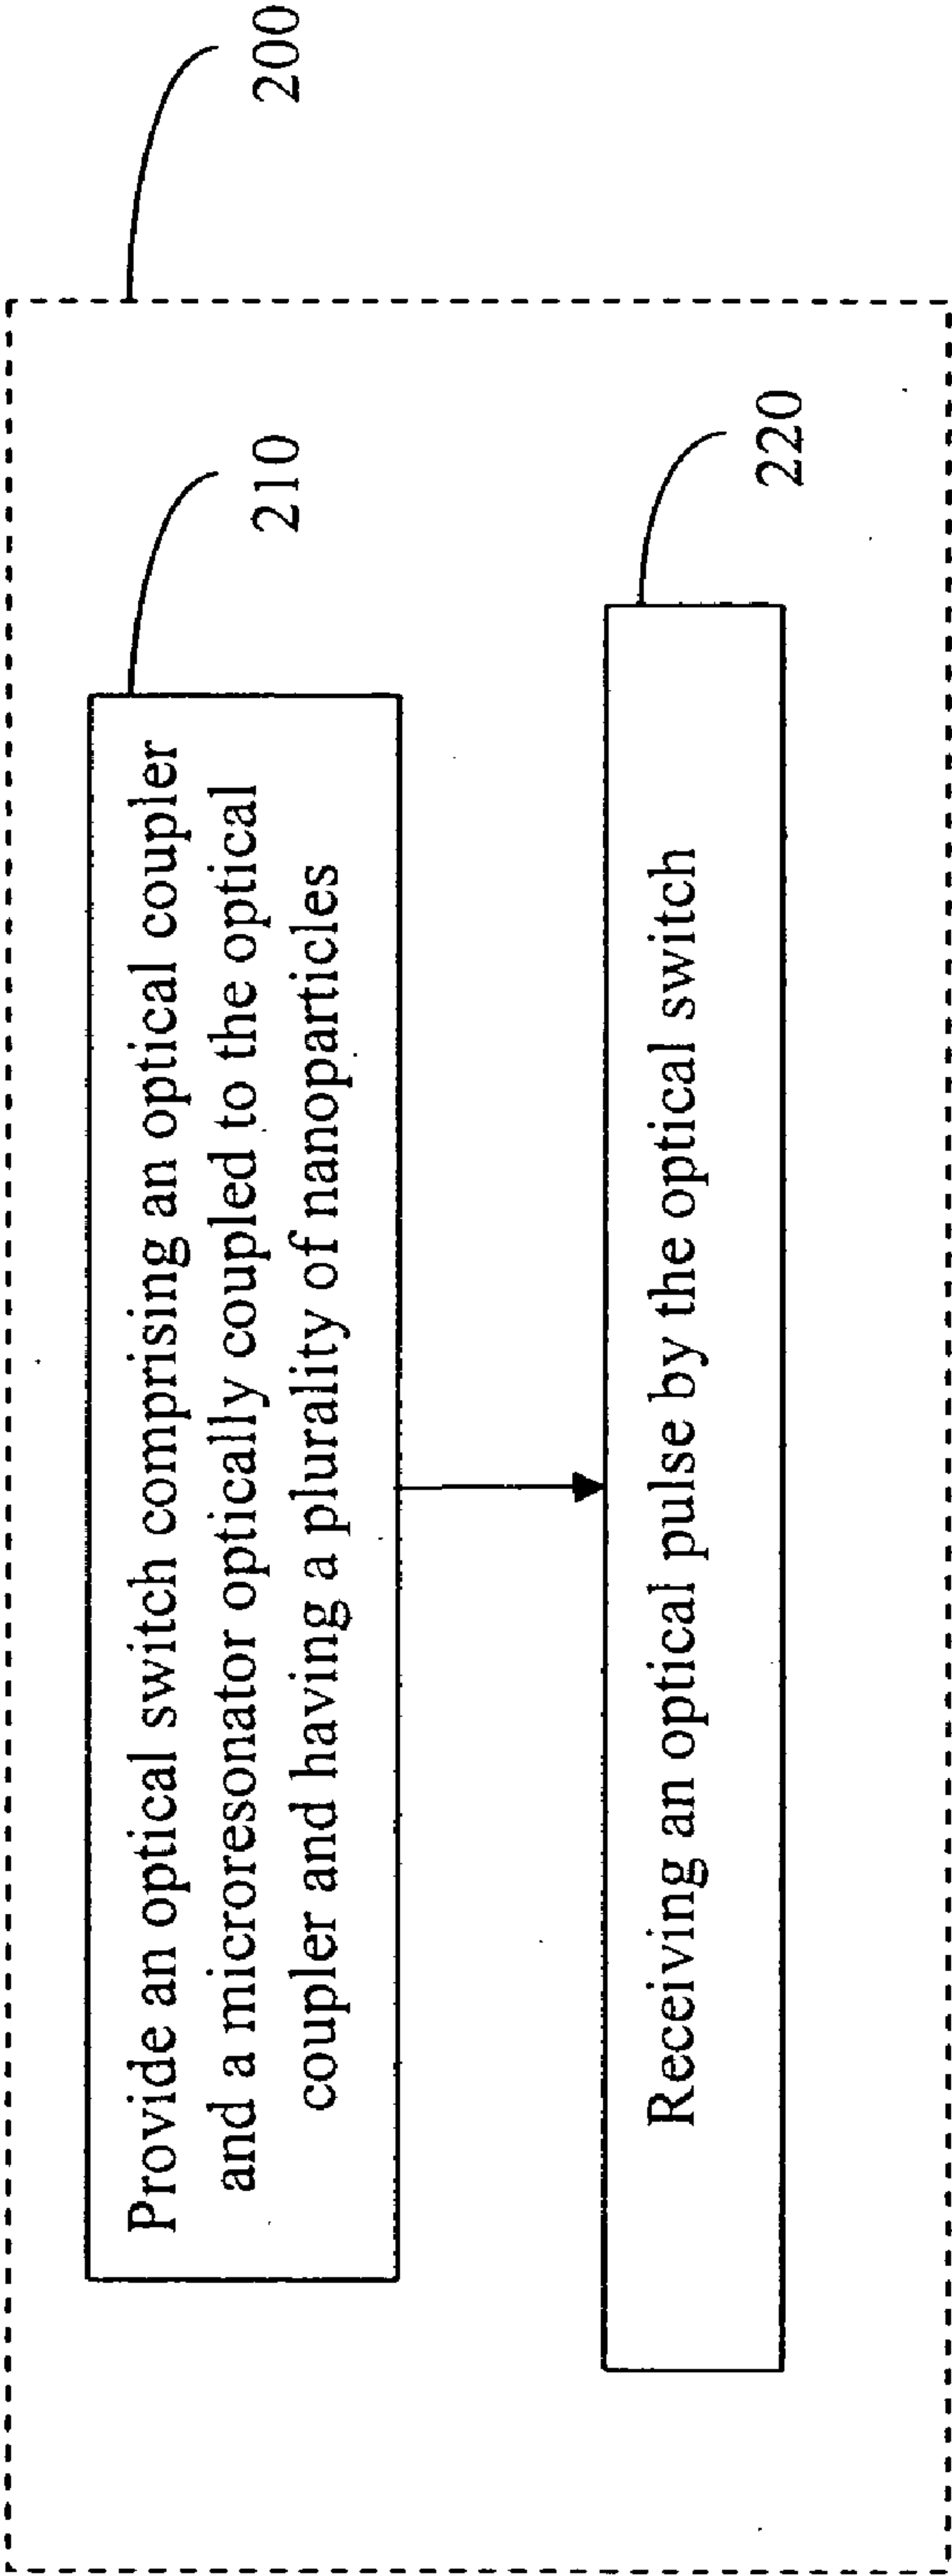 200
210
Provide an optical switch comprising an optical coupler
and a microresonator optically coupled to the optical
coupler and having a plurality of nanoparticles
220
Receiving an optical pulse by the optical switch